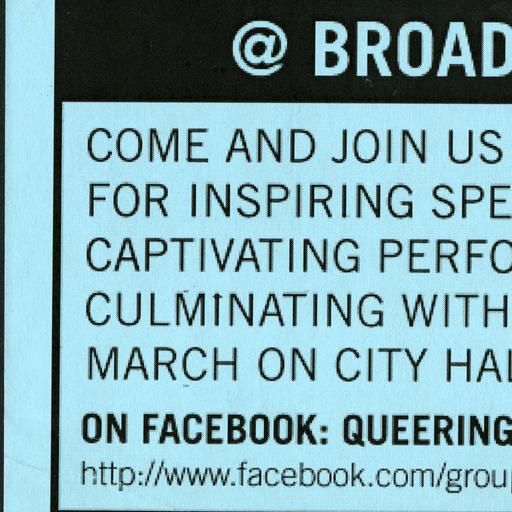 @ BROAD
COME AND JOIN US
FOR INSPIRING SPE
CAPTIVATING PERFO
CULMINATING WITH
MARCH ON CITY HAL
ON FACEBOOK: QUEERING
http://www.facebook.com/grou